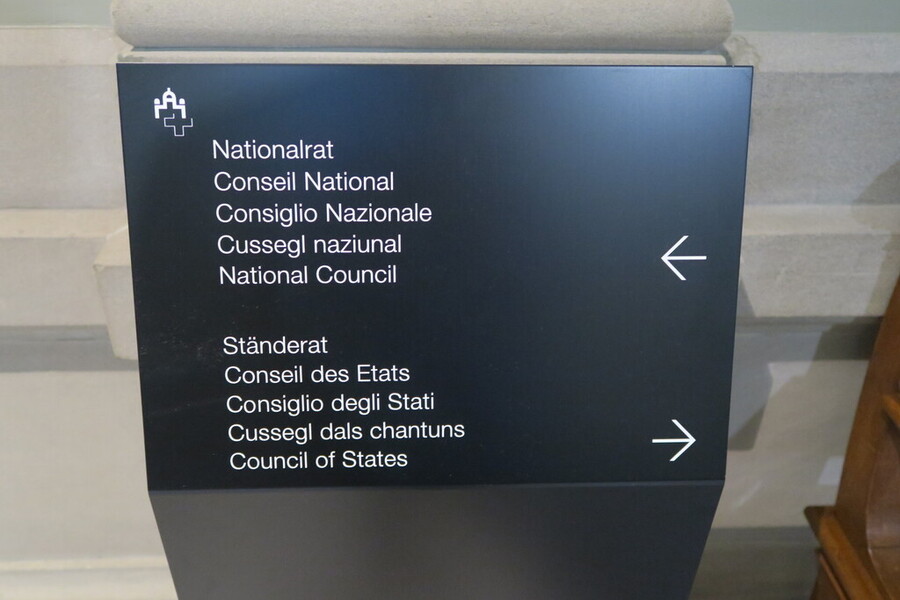 Nationalrat
Conseil National
Consiglio Nazionale
Cussegl naziunal
National Council
Ständerat
Conseil des Etats
Consiglio degli Stati
Cussegl dals chantuns
Council of States